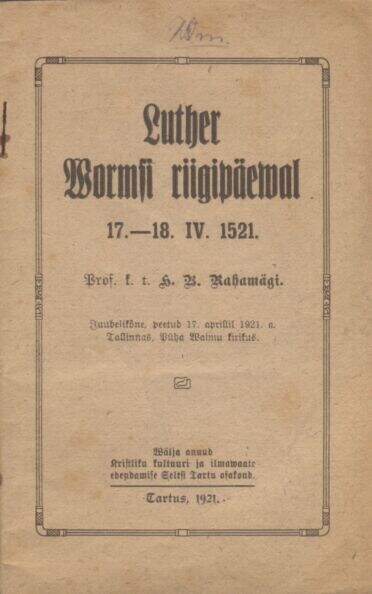 Luther
Wormsi riigipäewal
17.—18. IV. 1521.
Prof. k. t. H. B. Rahamägi.
Juubelikõne, peetud 17. aprillil 1921. a.
Tallinnas, Püha Waimu kirikus.
Wälja annud
Kristliku kultuuri ja ilmawaate
edendamise Seltsi Tartu osakond.
Tartus, 1921.